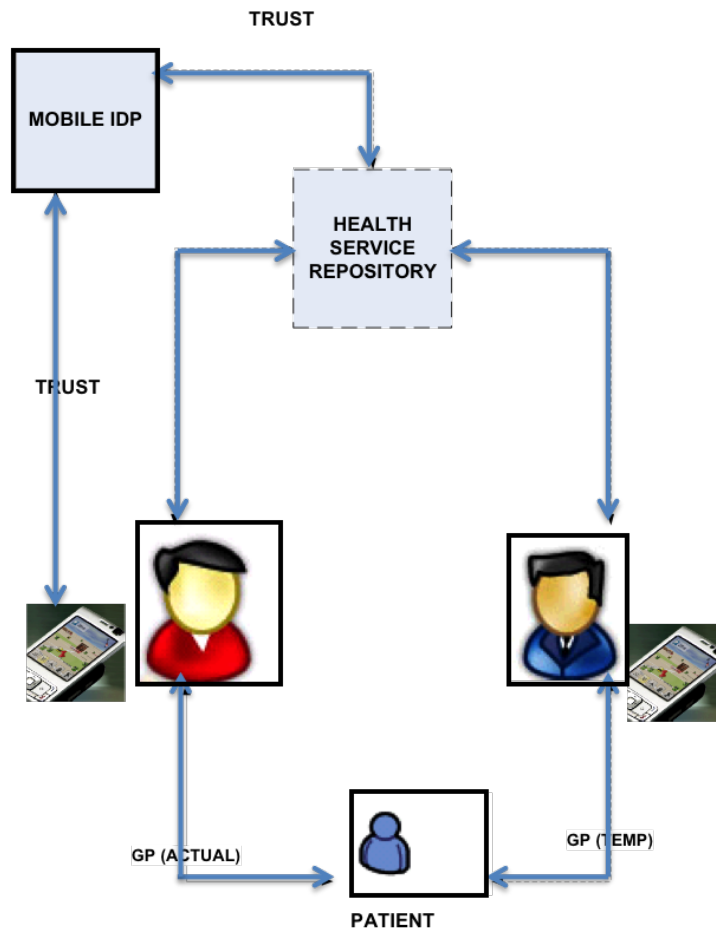 TRUST
MOBILE IDP
HEALTH
SERVICE
REPOSITORY
TRUST
GP (ACTUAL)
GP (TEMP)
PATIENT